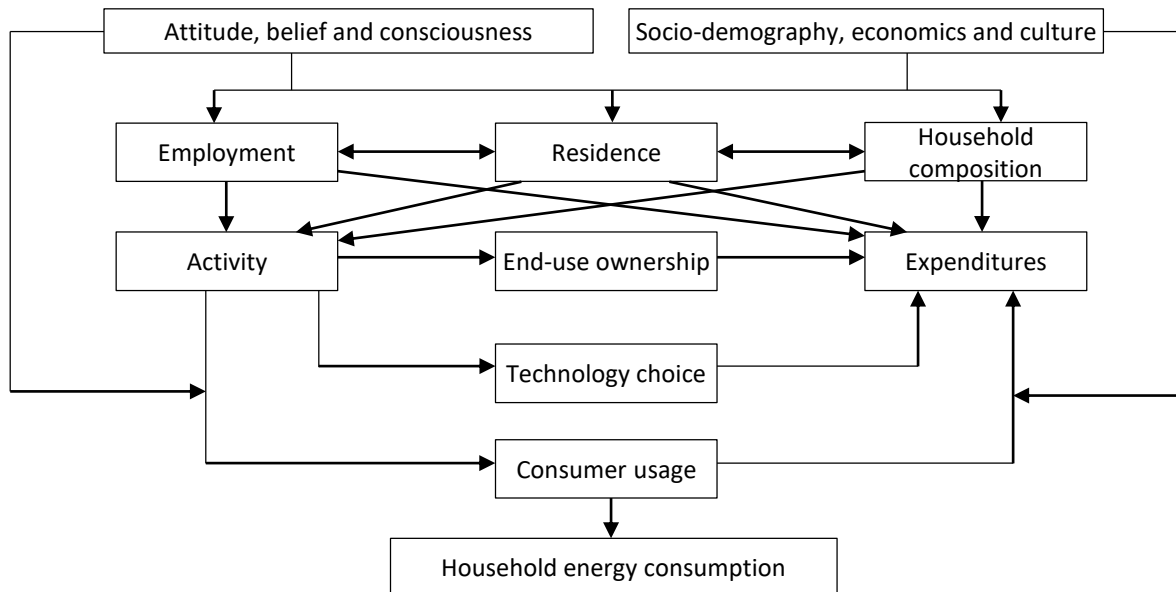 Attitude, belief and consciousness
Socio-demography, economics and culture
Employment
Residence
Household
composition
Activity
End-use ownership
Expenditures
Technology choice
Consumer usage
Household energy consumption